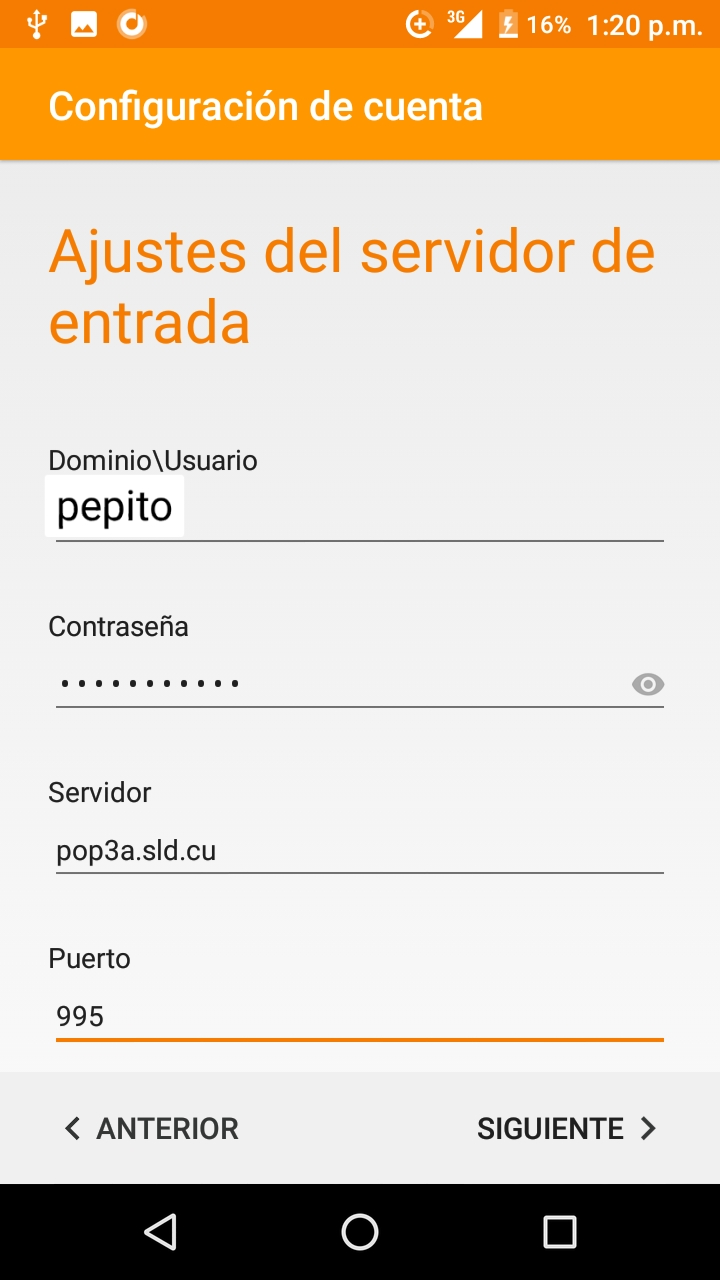 3G 16% 1:20 p.m.
Configuración de cuenta
Ajustes del servidor de
entrada
Dominio\Usuario
pepito
Contraseña
...........
Servidor
pop3a.sld.cu
Puerto
995
ANTERIOR SIGUIENTE